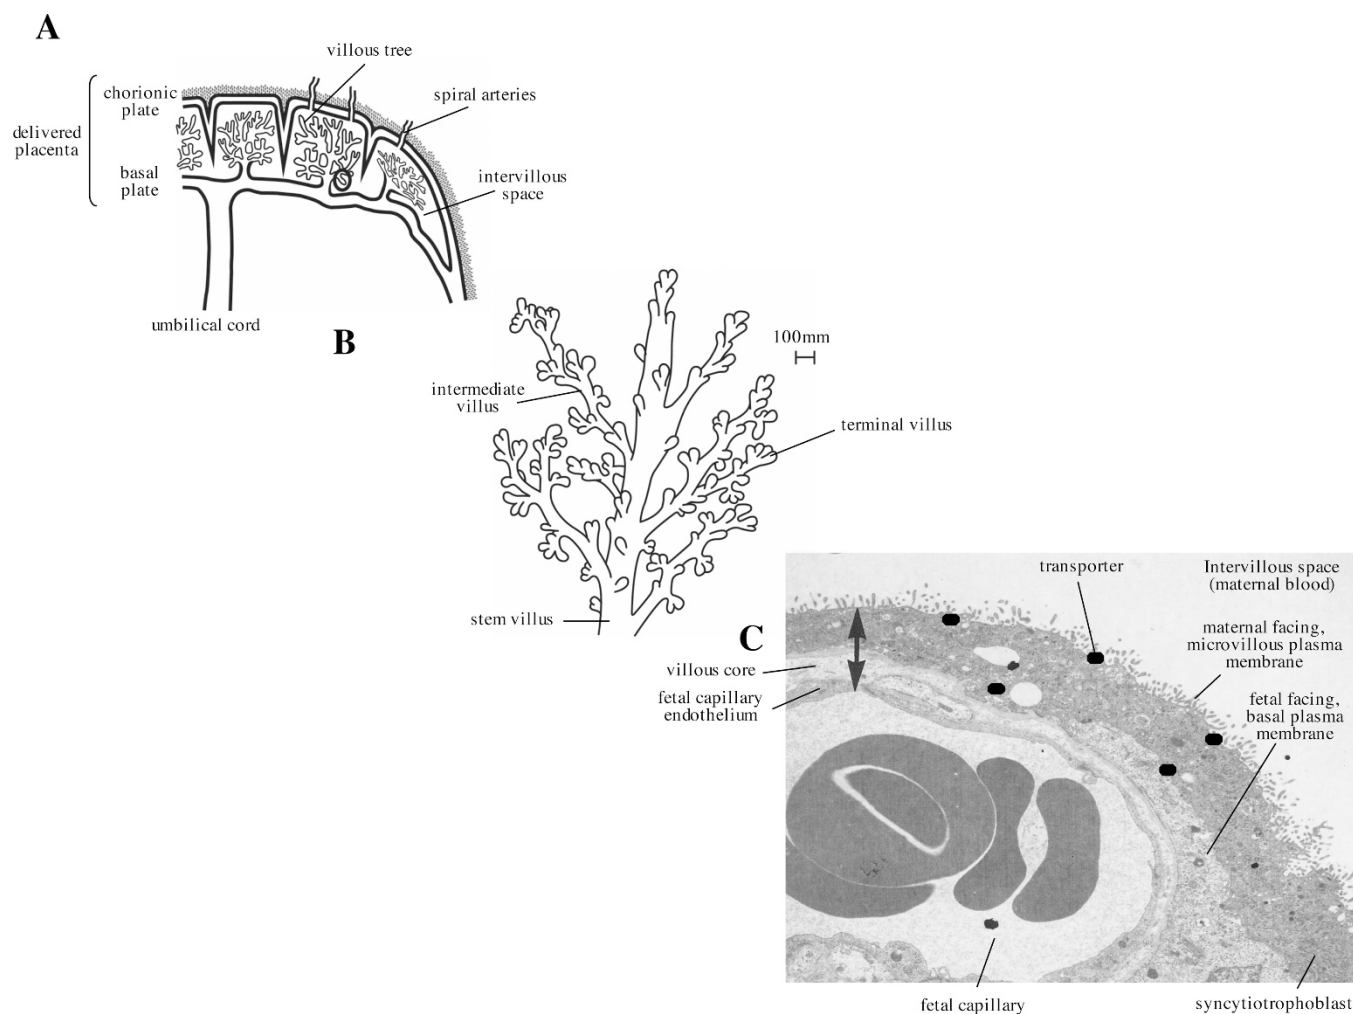 A
villous tree
chorionic
plate
spiral arteries
delivered
placenta
basal
plate
intervillous
space
umbilical cord
B
100mm
intermediate
villus
terminal villus
stem villus
C
transporter
Intervillous space
(maternal blood)
maternal facing,
microvillous plasma
membrane
villous core
fetal capillary
endothelium
fetal facing,
basal plasma
membrane
fetal capillary
syncytiotrophoblast